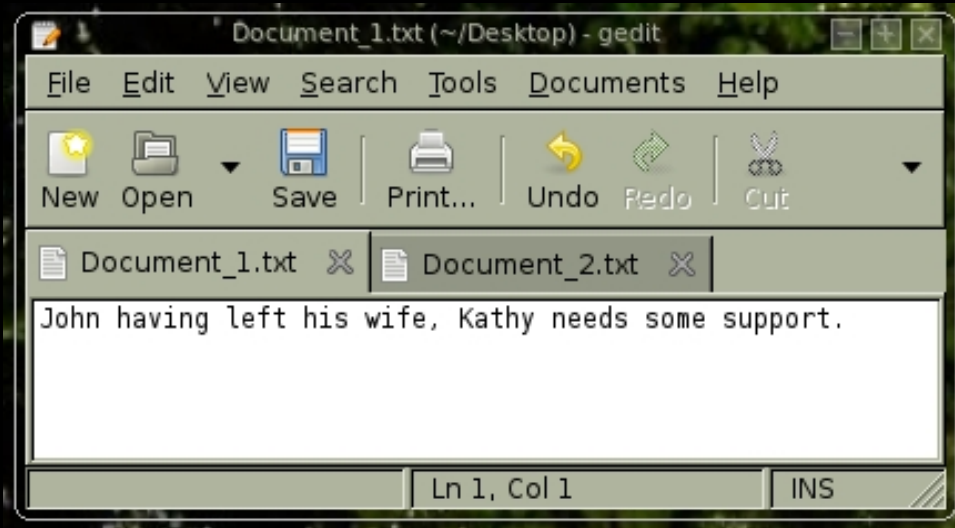 Document_1.txt (~/Desktop) - gedit
File Edit View Search Tools Documents Help
New Open Save Print... Undo Redo Cut
Document_1.txt Document_2.txt
John having left his wife, Kathy needs some support.
Ln 1, Col 1 INS